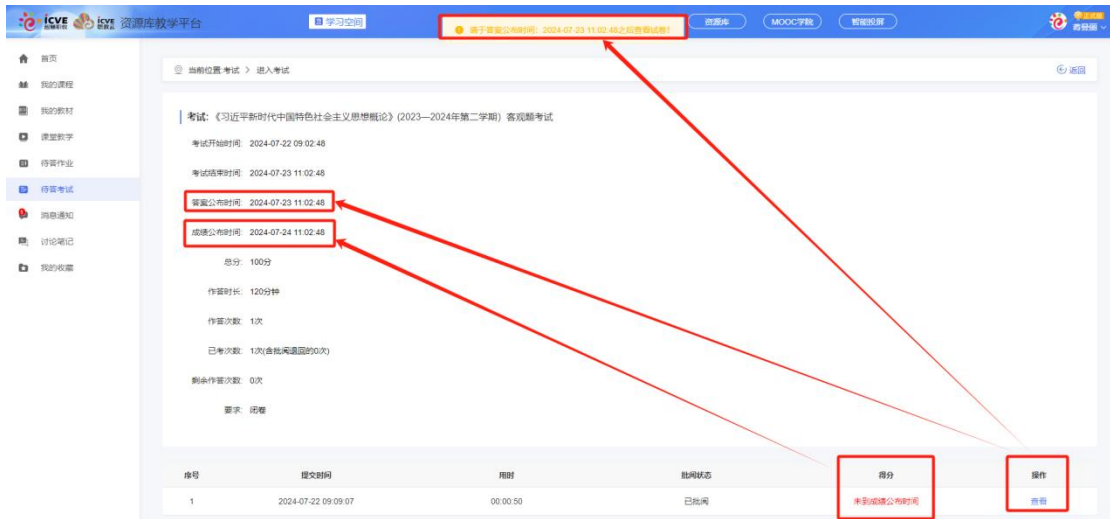 icve 智慧职教 icve 智慧职教 资源库教学平台
学习空间
请于答案公布时间：2024-07-23 11:02:48之后查看试卷！
资源库
MOOC学院
智能投屏
首页
我的课程
我的教材
课堂教学
待答作业
待答考试
消息通知
讨论笔记
我的收藏
当前位置:考试 > 进入考试
返回
考试:《习近平新时代中国特色社会主义思想概论》(2023—2024年第二学期) 客观题考试
考试开始时间: 2024-07-22 09:02:48
考试结束时间: 2024-07-23 11:02:48
答案公布时间: 2024-07-23 11:02:48
成绩公布时间: 2024-07-24 11:02:48
总分: 100分
作答时长: 120分钟
作答次数: 1次
已考次数: 1次(含批阅退回的0次)
剩余作答次数: 0次
要求: 闭卷
序号 提交时间 用时 批阅状态 得分 操作
1 2024-07-22 09:09:07 00:00:50 已批阅 未到成绩公布时间 查看